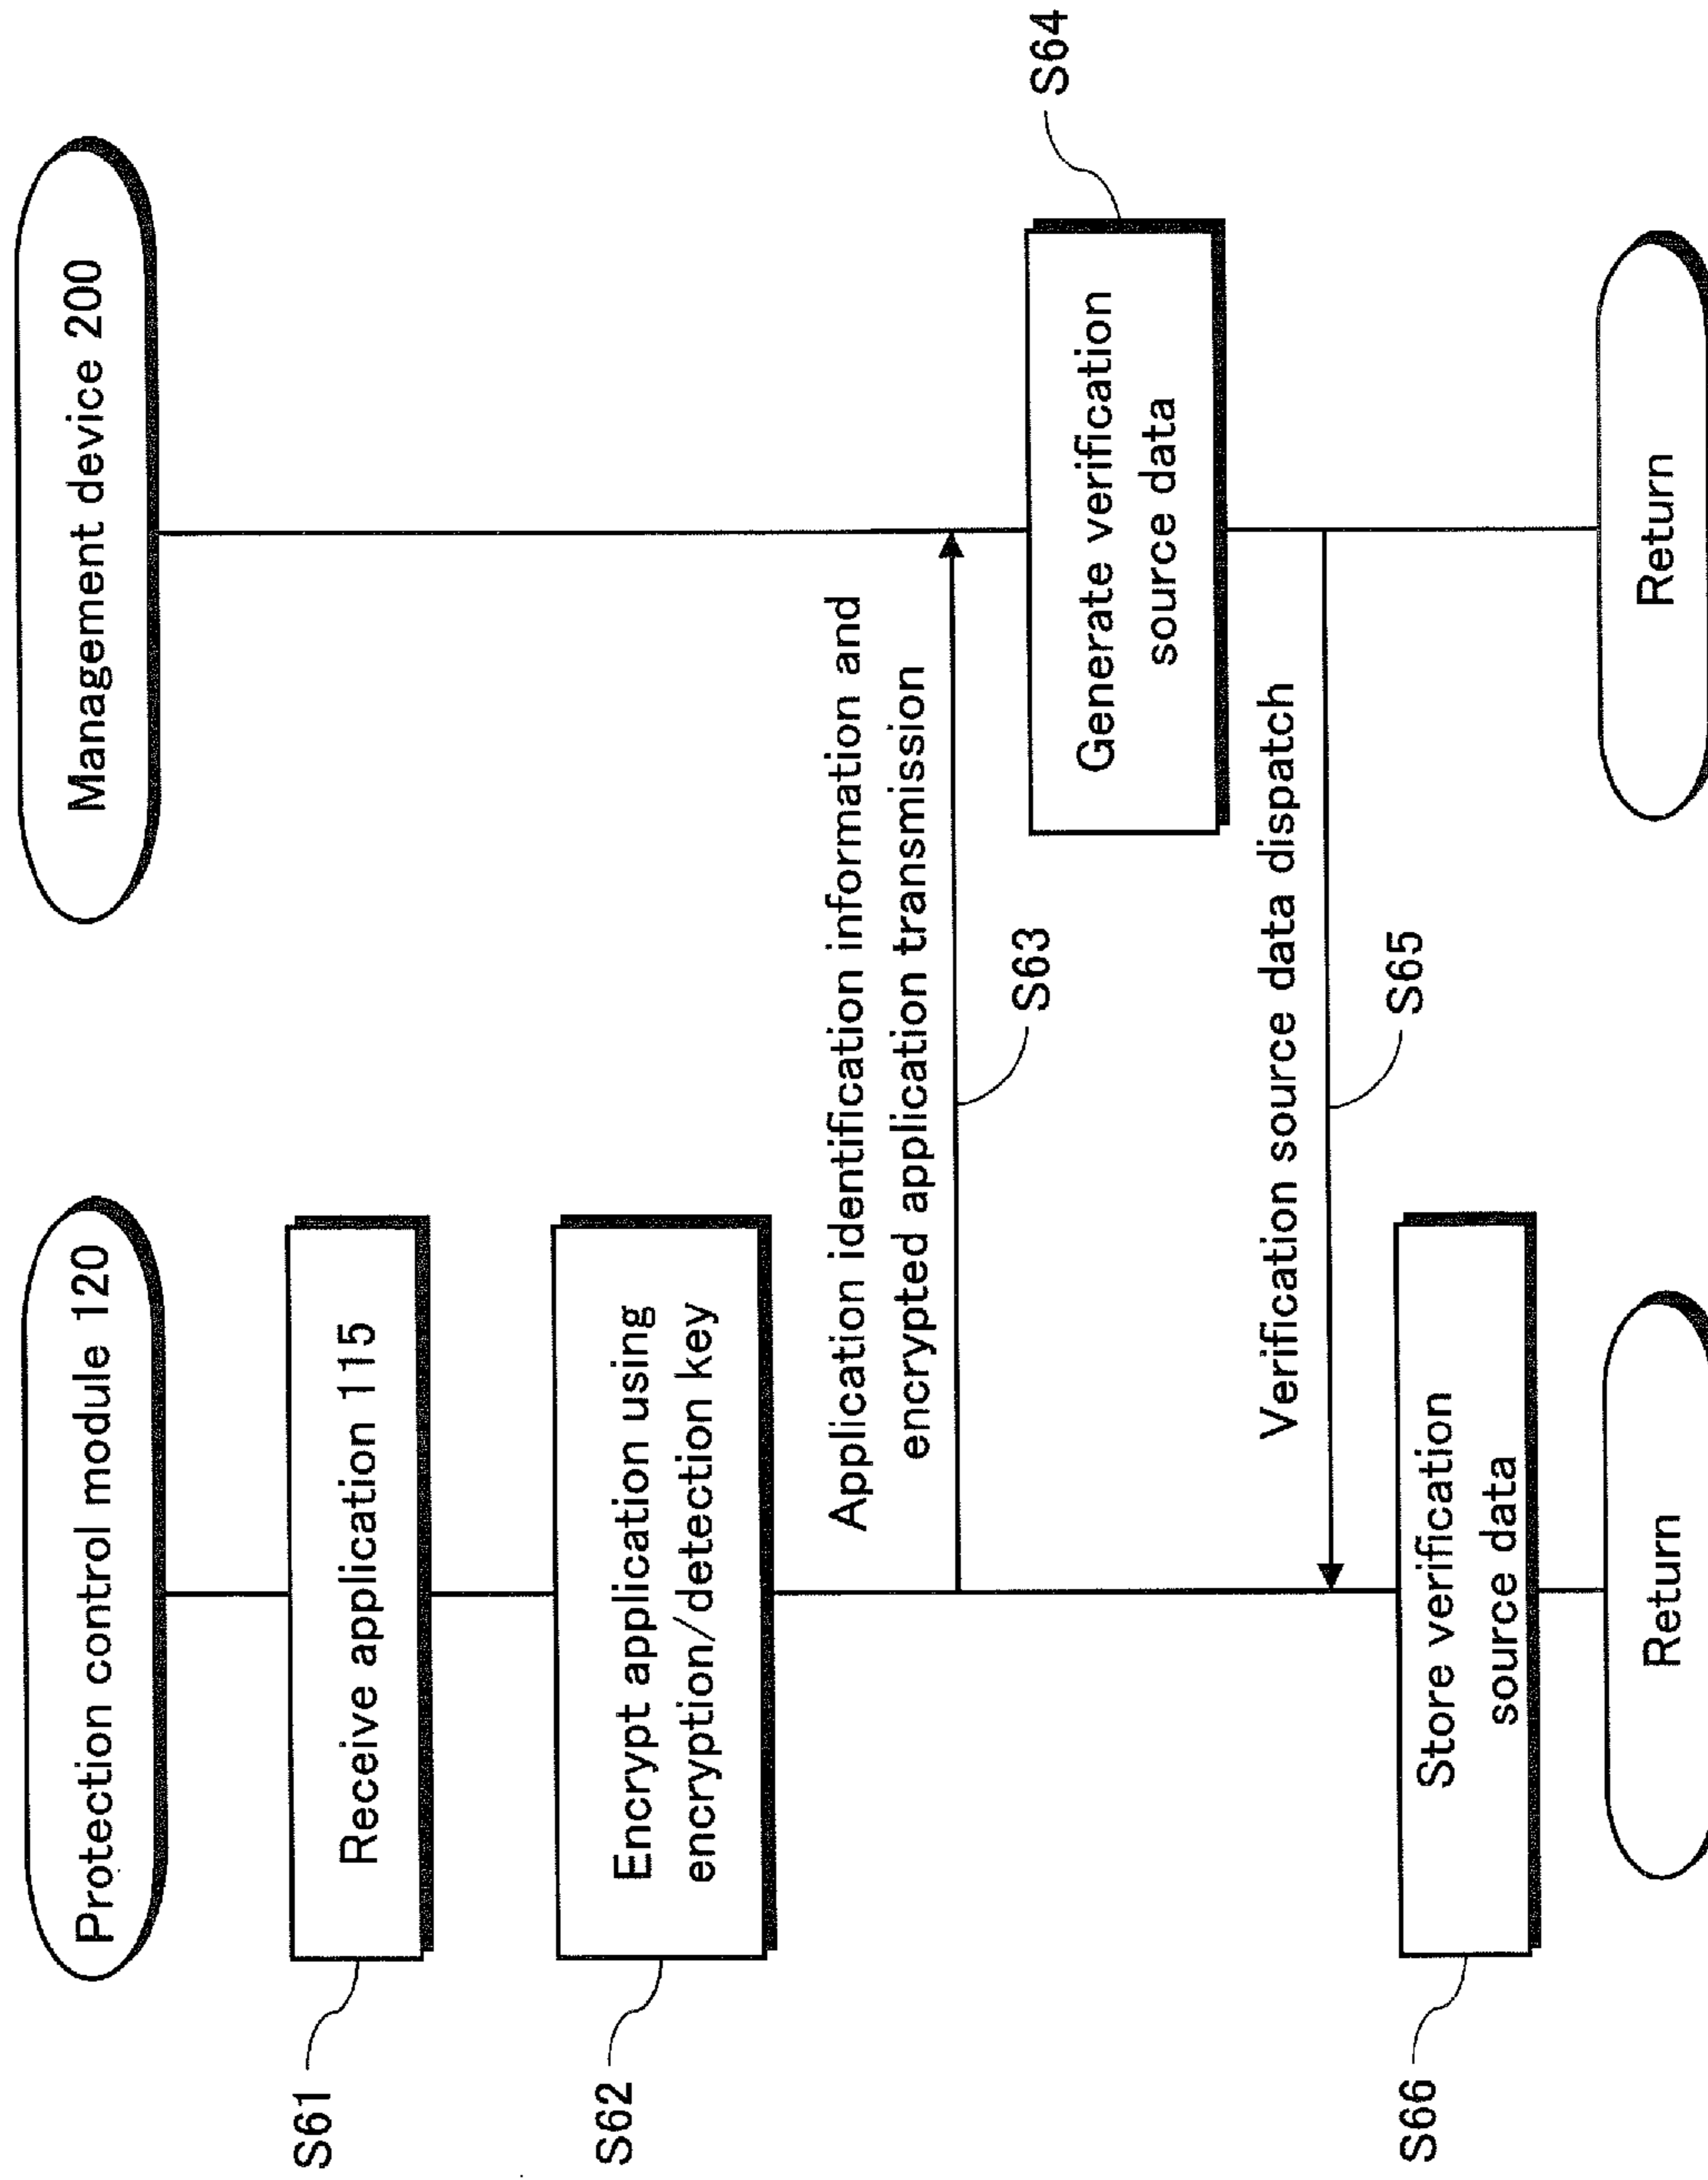 Protection control module 120
Management device 200
S61
Receive application 115
S62
Encrypt application using
encryption/detection key
Application identification information and
encrypted application transmission
S63
S64
Generate verification
source data
Verification source data dispatch
S65
S66
Store verification
source data
Return
Return